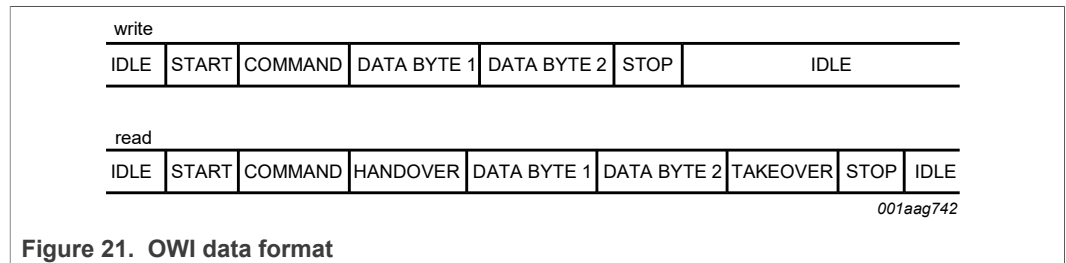 write
IDLE START COMMAND DATA BYTE 1 DATA BYTE 2 STOP IDLE
read
IDLE START COMMAND HANDOVER DATA BYTE 1 DATA BYTE 2 TAKEOVER STOP IDLE
001aag742
Figure 21. OWI data format